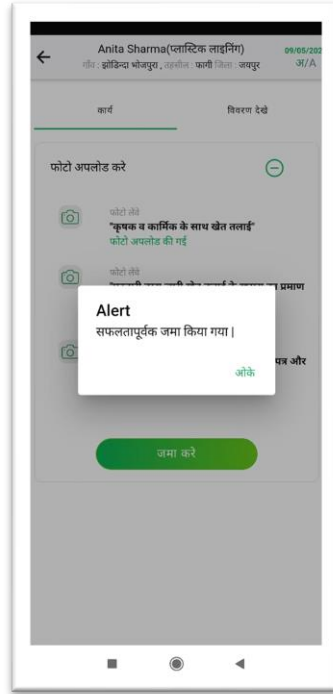 Anita Sharma(प्लास्टिक लाइनिंग)
09/05/202
गाँव : झोडिन्दा भोजपुरा , तहसील : फागी जिला : जयपुर
अ/A
कार्य
विवरण देखे
फोटो अपलोड करे
फोटो लेवे
"कृषक व कार्मिक के साथ खेत तलाई"
फोटो अपलोड की गई
फोटो लेवे
का प्रमाण
Alert
सफलतापूर्वक जमा किया गया |
ओके
पत्र और
जमा करे